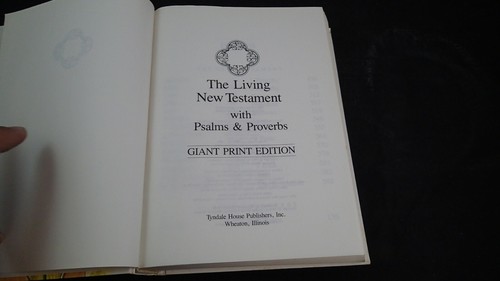 The Living
New Testament
with
Psalms & Proverbs
GIANT PRINT EDITION
Tyndale House Publishers, Inc.
Wheaton, Illinois